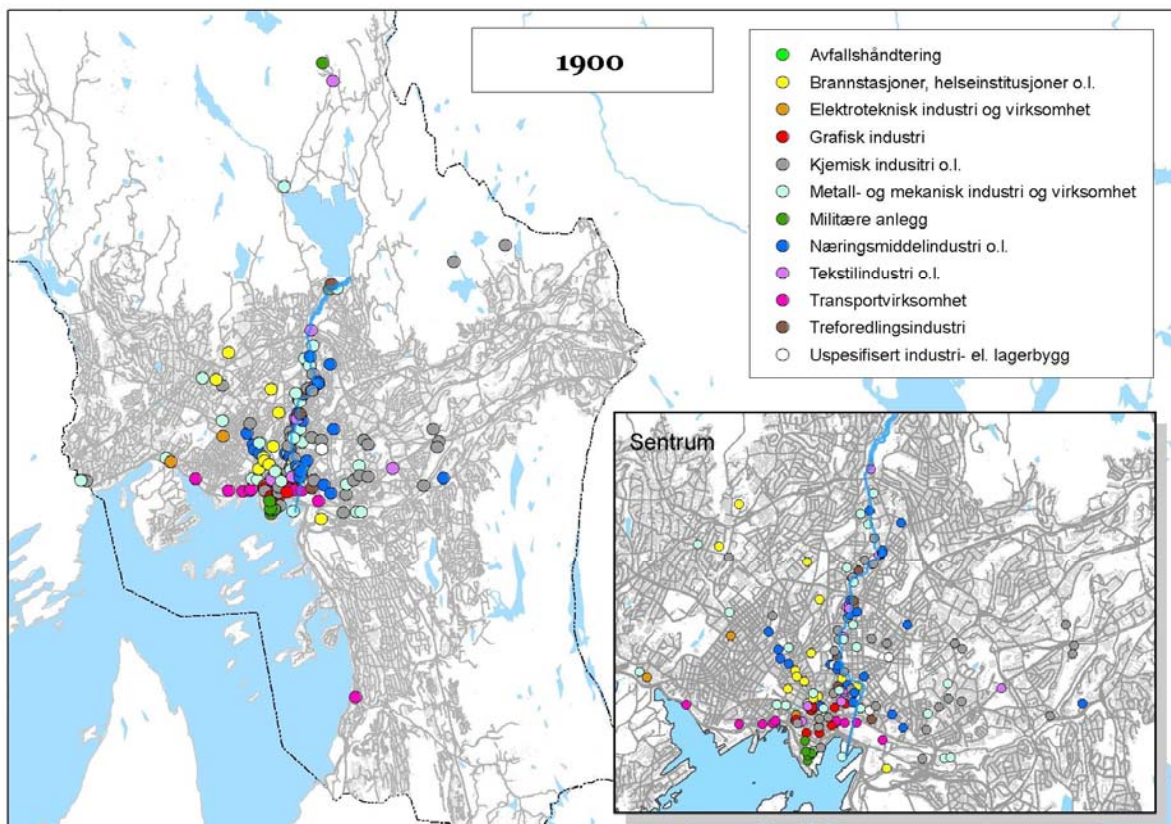 1900
Avfallshåndtering
Brannstasjoner, helseinstitusjoner o.l.
Elektroteknisk industri og virksomhet
Grafisk industri
Kjemisk indusitri o.l.
Metall- og mekanisk industri og virksomhet
Militære anlegg
Næringsmiddelindustri o.l.
Tekstilindustri o.l.
Transportvirksomhet
Treforedlingsindustri
Uspesifisert industri- el. lagerbygg
Sentrum